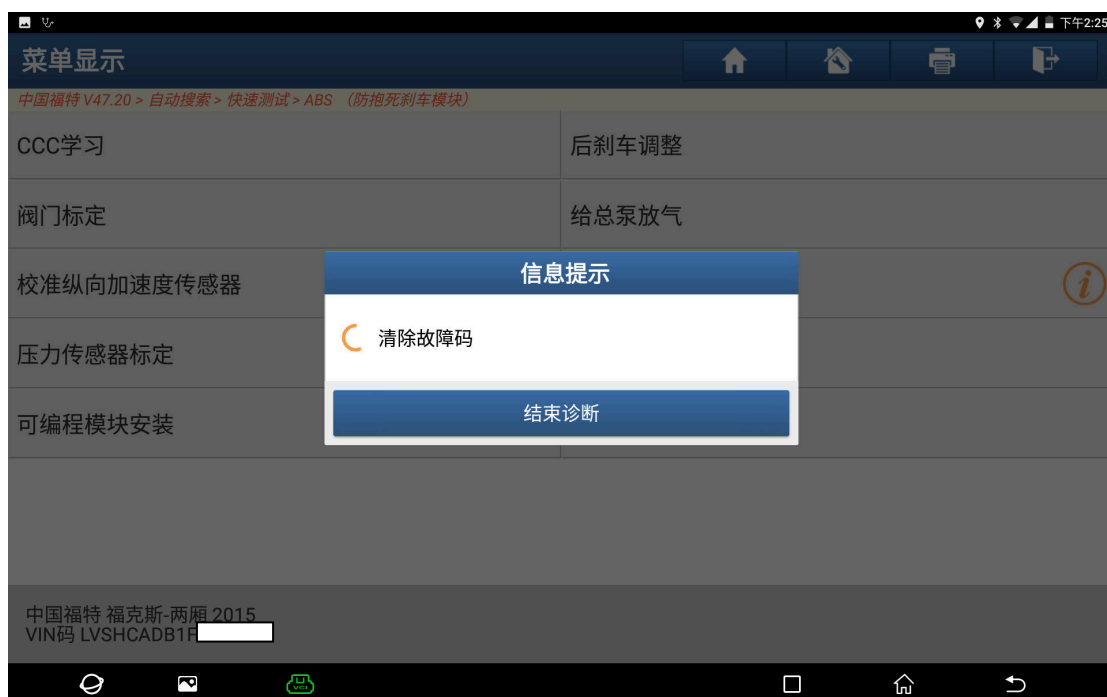 下午2:25
菜单显示
中国福特 V47.20 > 自动搜索 > 快速测试 > ABS （防抱死刹车模块）
CCC学习
后刹车调整
阀门标定
给总泵放气
校准纵向加速度传感器
信息提示
清除故障码
压力传感器标定
结束诊断
可编程模块安装
中国福特 福克斯-两厢 2015
VIN码 LVSHCADB1F
VCI